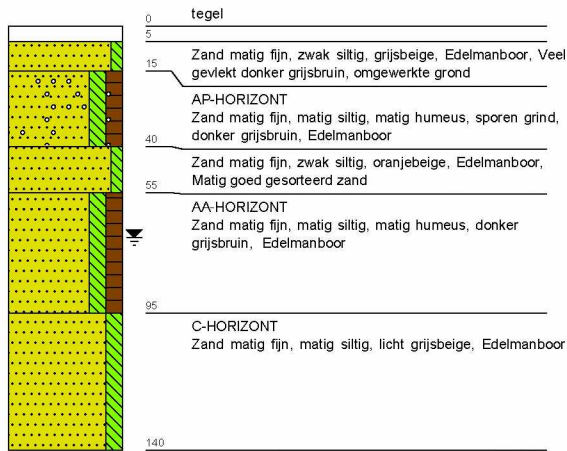 0
tegel
5
Zand matig fijn, zwak siltig, grijsbeige, Edelmanboor, Veel
15
gevlekt donker grijsbruin, omgewerkte grond
AP-HORIZONT
Zand matig fijn, matig siltig, matig humeus, sporen grind,
donker grijsbruin, Edelmanboor
40
Zand matig fijn, zwak siltig, oranjebeige, Edelmanboor,
Matig goed gesorteerd zand
55
AA-HORIZONT
Zand matig fijn, matig siltig, matig humeus, donker
grijsbruin, Edelmanboor
95
C-HORIZONT
Zand matig fijn, matig siltig, licht grijsbeige, Edelmanboor
140